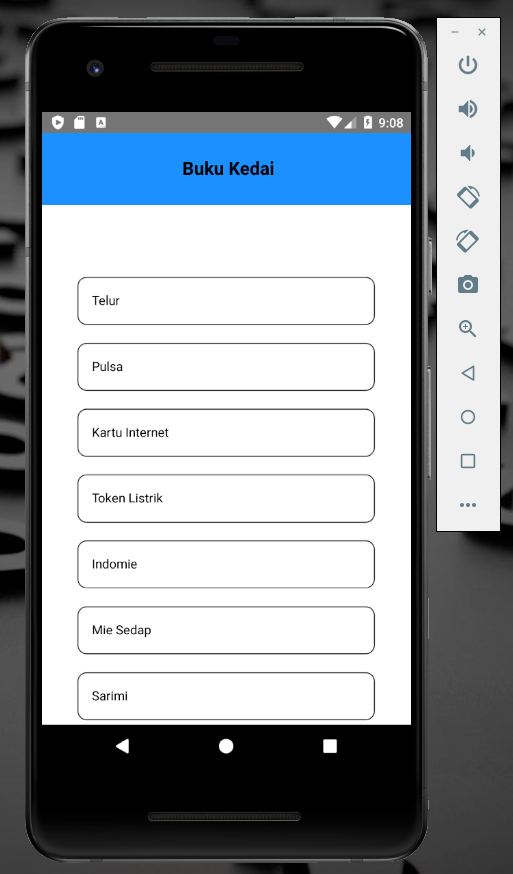 9:08
Buku Kedai
Telur
Pulsa
Kartu Internet
Token Listrik
Indomie
Mie Sedap
Sarimi